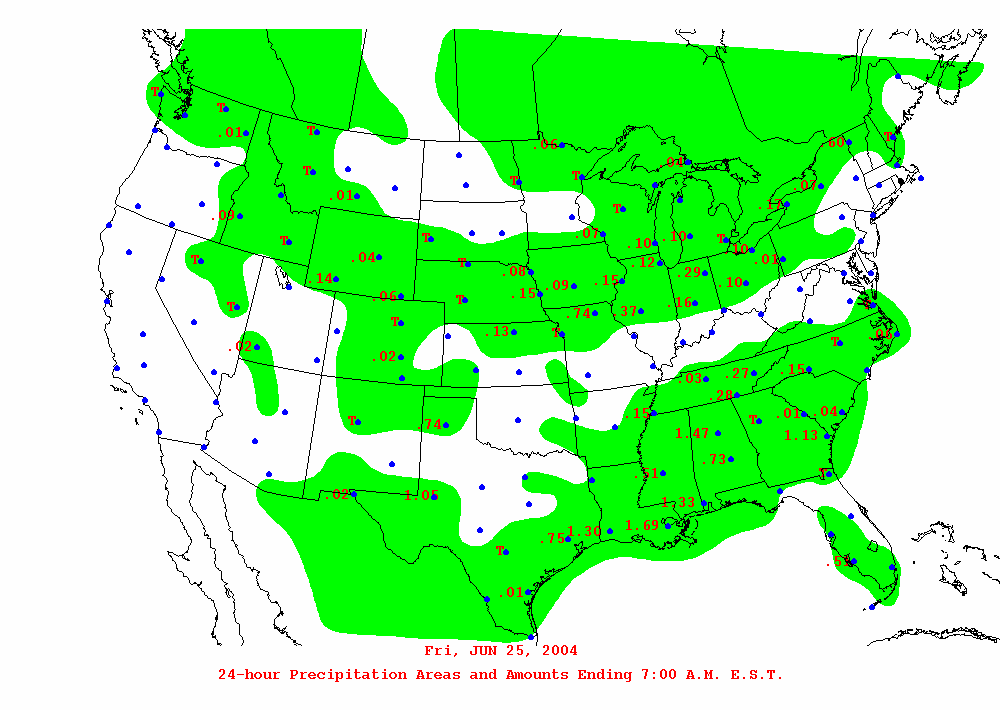 T
T
.01
T
.06
.60
T
.04
T
.01
T
T
.07
.09
T
.11
T
.07
.10
.10
T
.10
T
.04
T
.12
.01
.14
.08
.09
.15
.29
.10
.06
T
.15
T
.74
.37
.16
T
.13
T
.06
.02
.02
T
.03
.27
.15
.28
T
.74
.15
T
.01
.04
1.47
1.13
.73
.51
T
.02
1.05
1.33
1.69
1.30
.75
T
.01
Fri, JUN 25, 2004
24-hour Precipitation Areas and Amounts Ending 7:00 A.M. E.S.T.